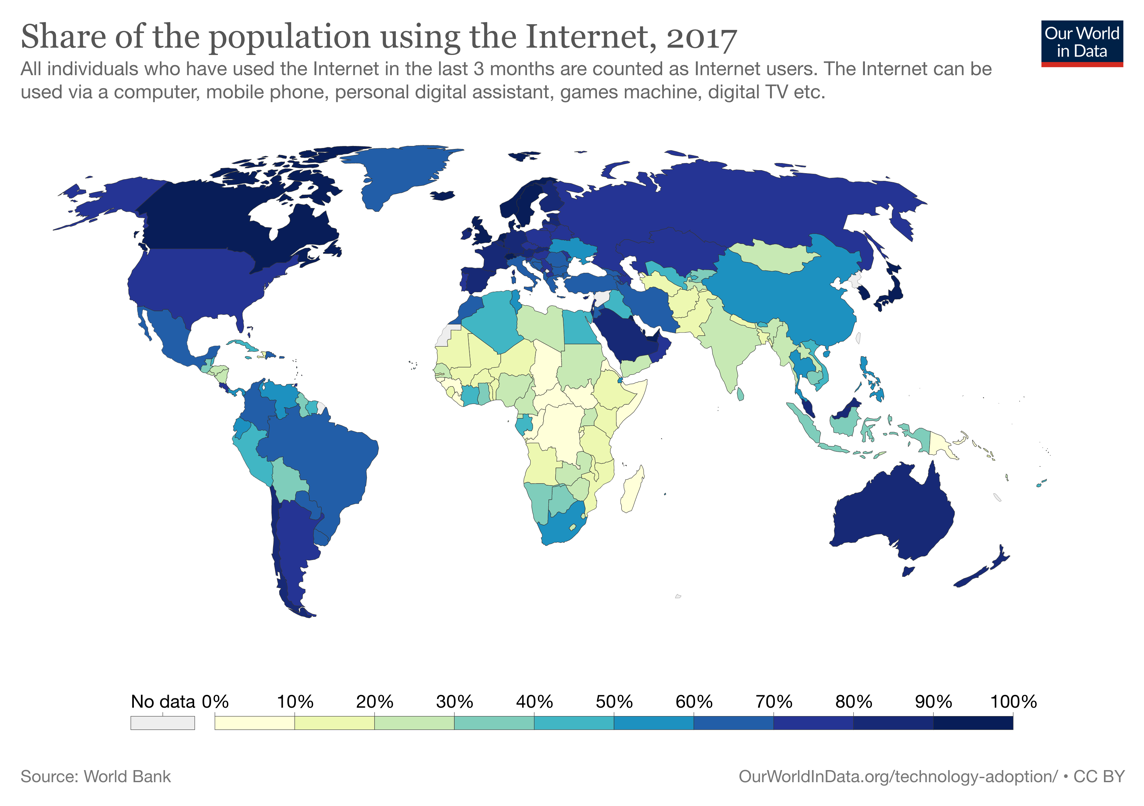 Share of the population using the Internet, 2017
Our World
in Data
All individuals who have used the Internet in the last 3 months are counted as Internet users. The Internet can be
used via a computer, mobile phone, personal digital assistant, games machine, digital TV etc.
No data 0% 10% 20% 30% 40% 50% 60% 70% 80% 90% 100%
Source: World Bank
OurWorldInData.org/technology-adoption/ • CC BY